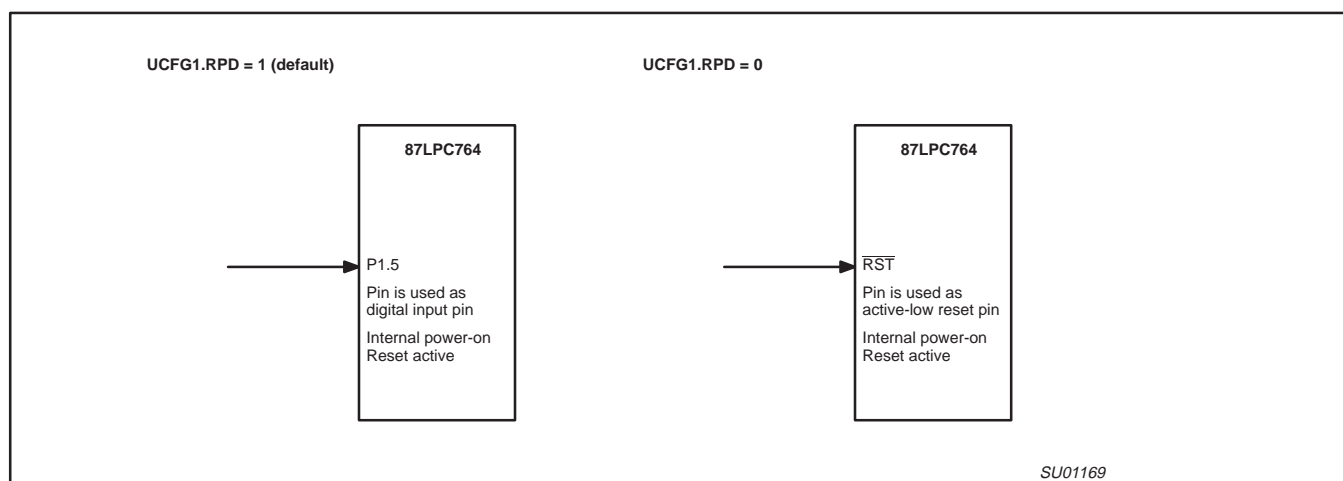 UCFG1.RPD = 1 (default)
87LPC764
P1.5
Pin is used as
digital input pin
Internal power-on
Reset active
UCFG1.RPD = 0
87LPC764
R̅S̅T̅
Pin is used as
active-low reset pin
Internal power-on
Reset active
SU01169